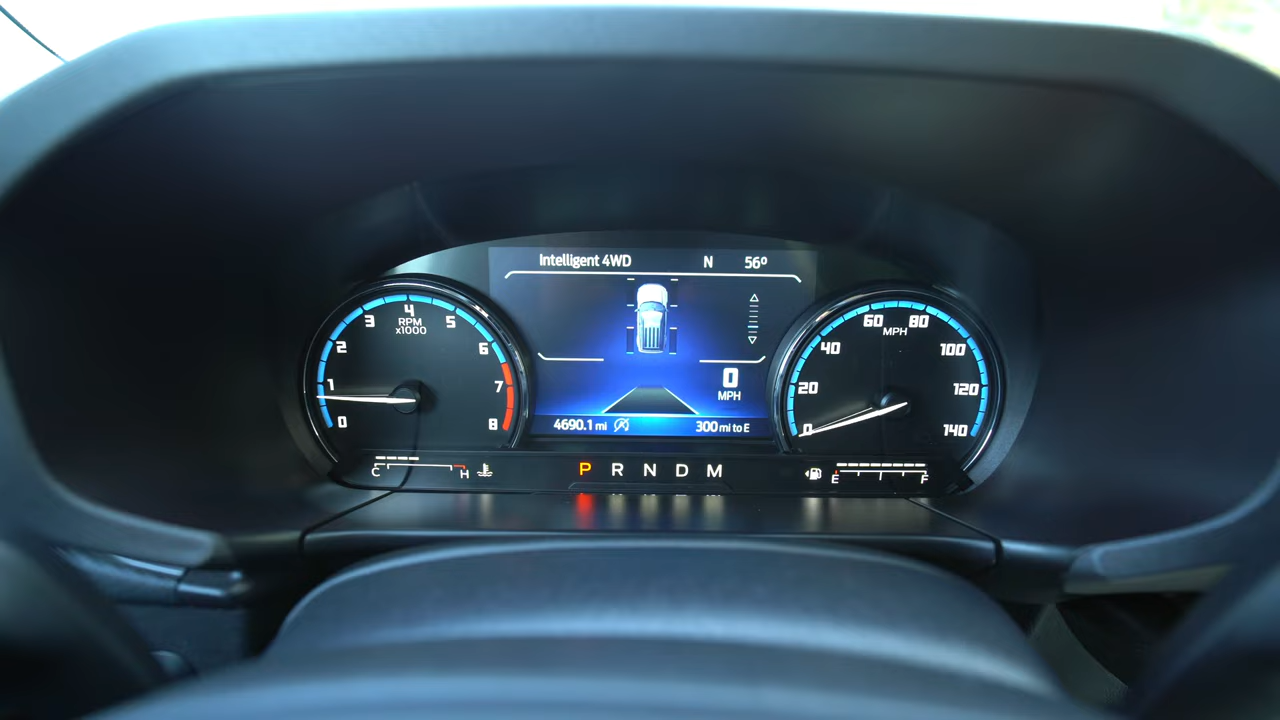 Intelligent 4WD N 56º
4
3 RPM 5
x1000
2 6
1 7
0 8
60 80
MPH
40 100
20 120
0 140
0
MPH
4690.1 mi 300 mi to E
C H
P R N D M
E F